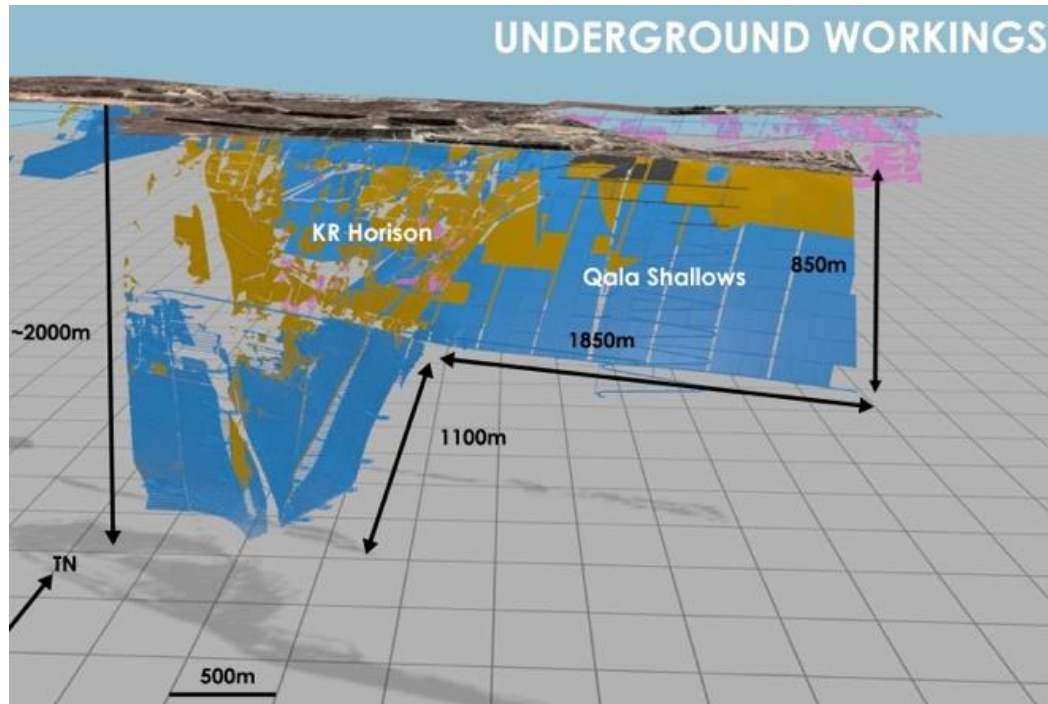 UNDERGROUND WORKINGS
KR Horison
Qala Shallows
850m
~2000m
1850m
1100m
TN
500m